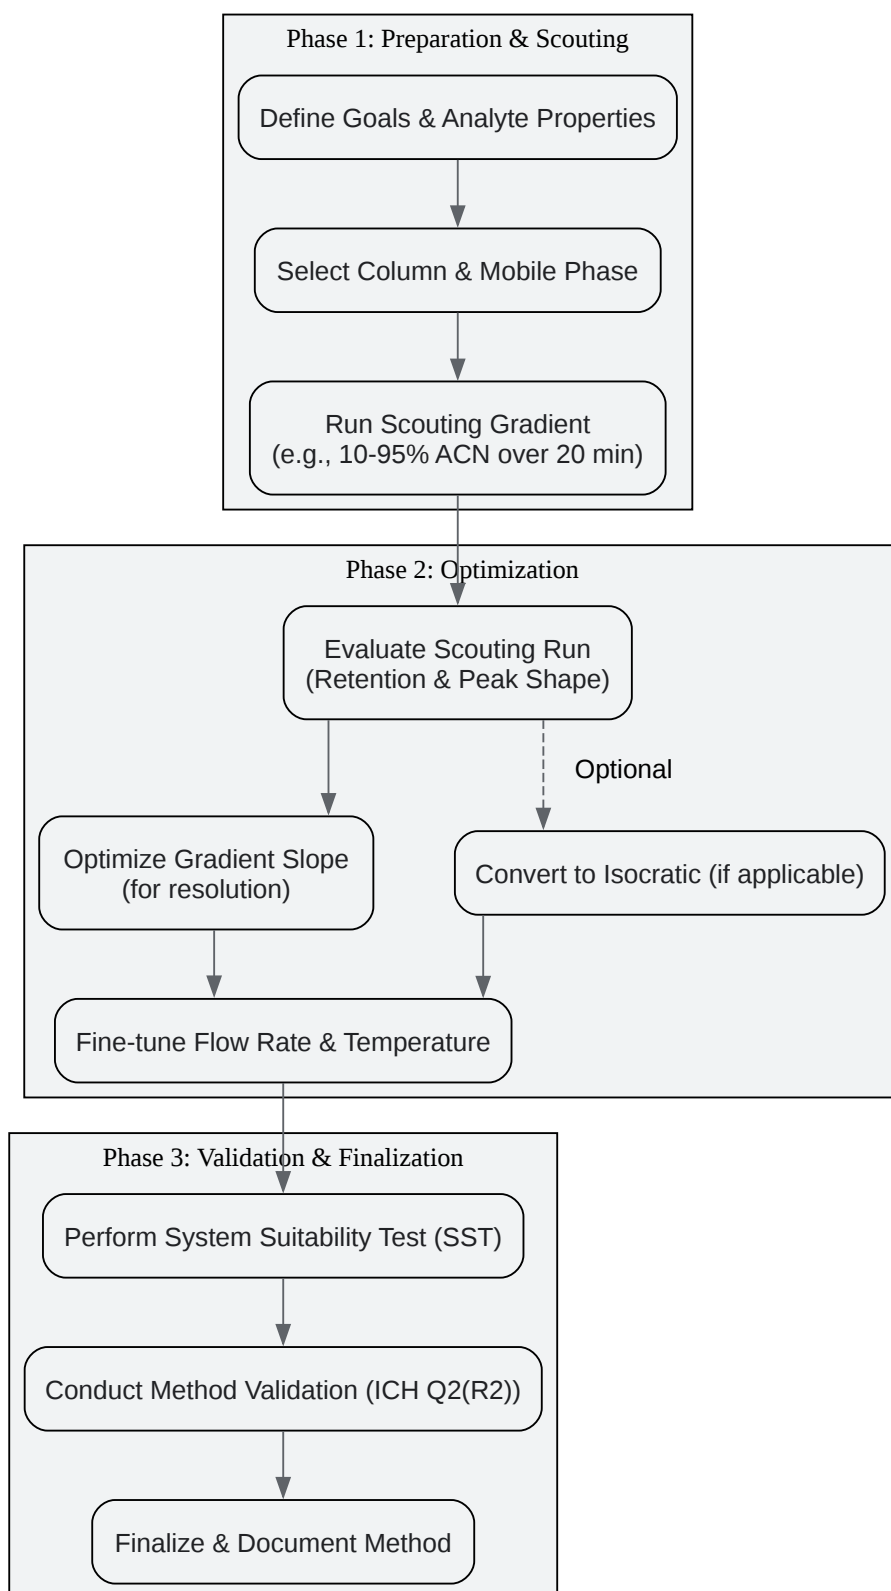 Phase 1: Preparation & Scouting
Define Goals & Analyte Properties
Select Column & Mobile Phase
Run Scouting Gradient
(e.g., 10-95% ACN over 20 min)
Phase 2: Optimization
Evaluate Scouting Run
(Retention & Peak Shape)
Optional
Optimize Gradient Slope
(for resolution)
Convert to Isocratic (if applicable)
Fine-tune Flow Rate & Temperature
Phase 3: Validation & Finalization
Perform System Suitability Test (SST)
Conduct Method Validation (ICH Q2(R2))
Finalize & Document Method